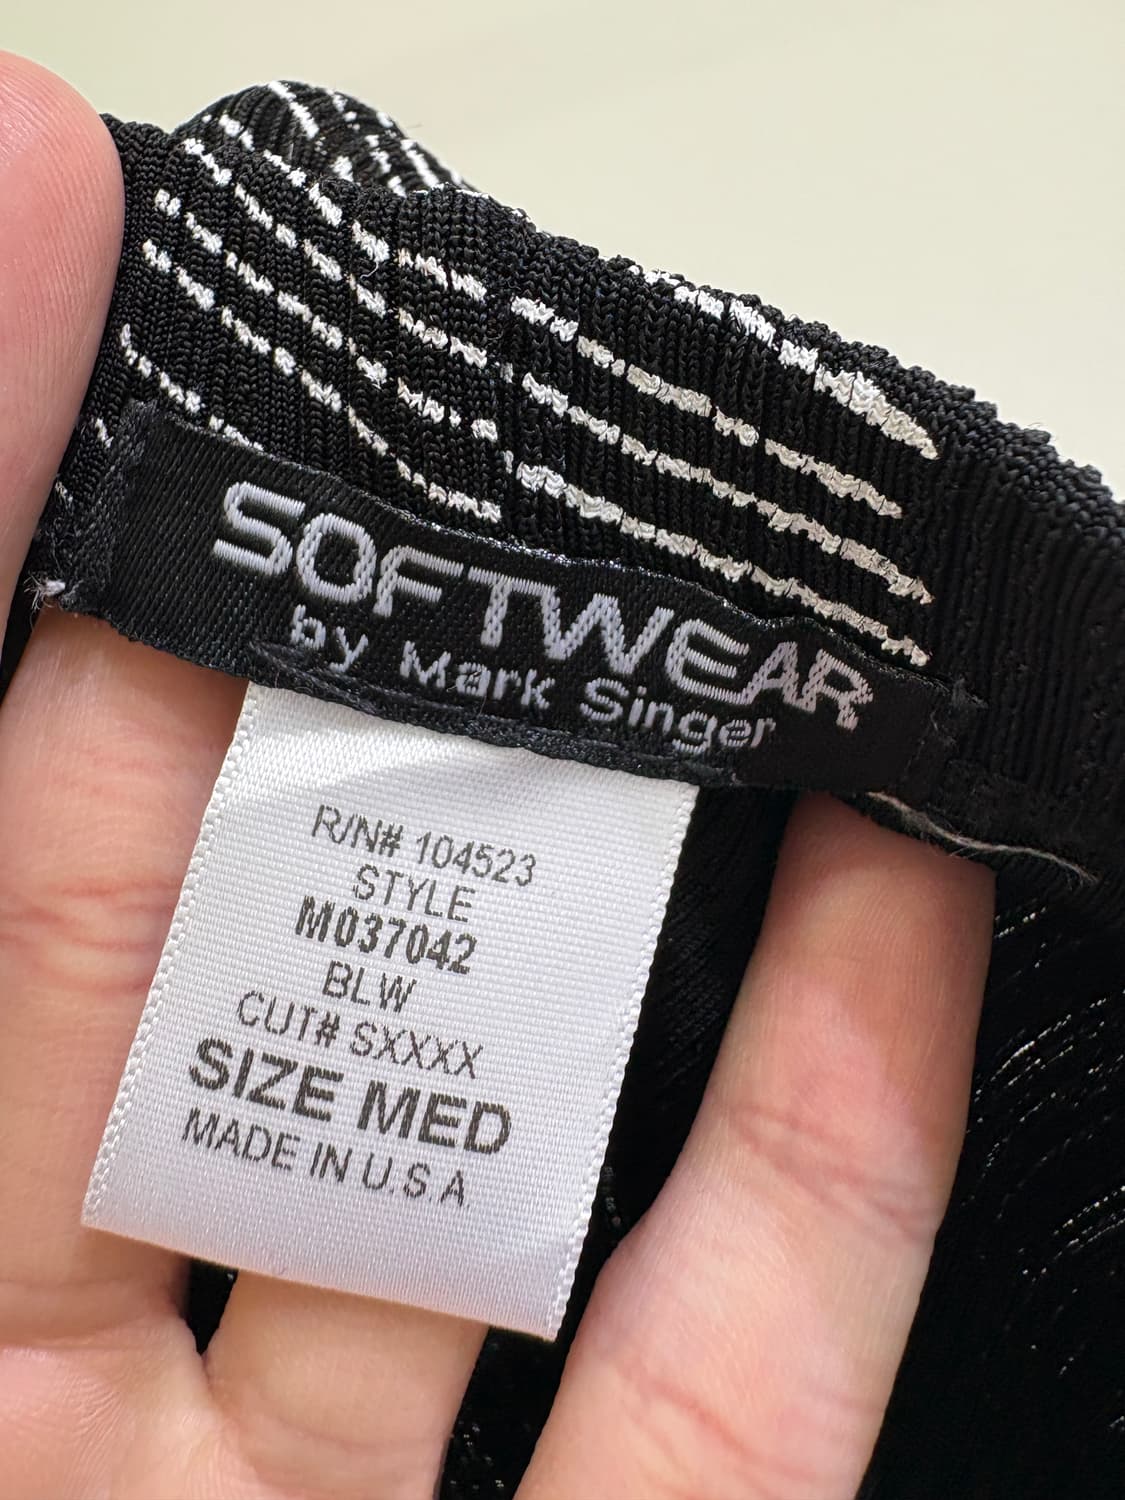 SOFTWEAR
by Mark Singer
R/N# 104523
STYLE
M037042
BLW
CUT# SXXXX
SIZE MED
MADE IN U.S A